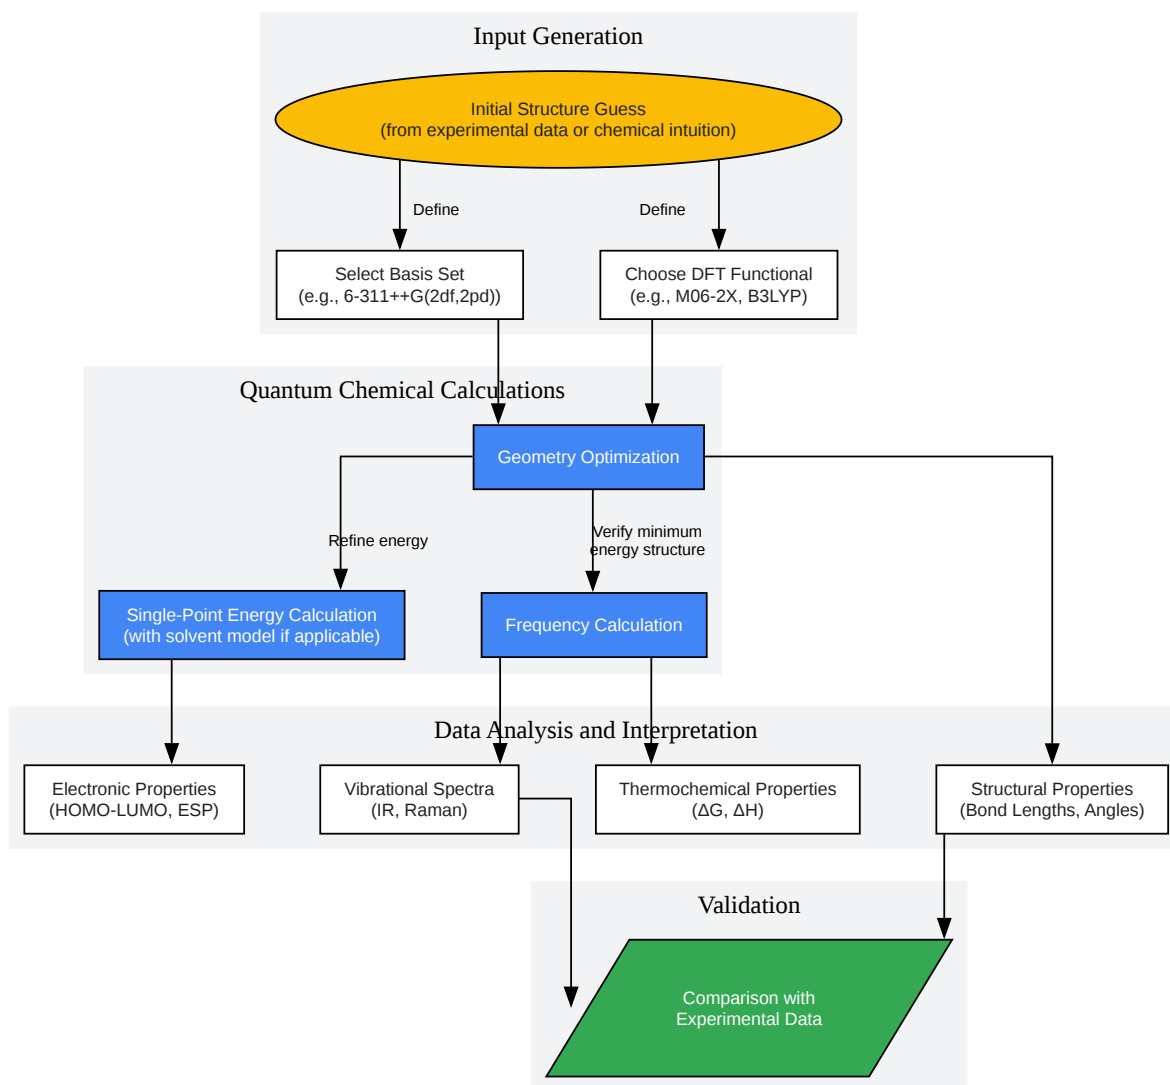 Input Generation
Initial Structure Guess
(from experimental data or chemical intuition)
Define
Define
Select Basis Set
(e.g., 6-311++G(2df,2pd))
Choose DFT Functional
(e.g., M06-2X, B3LYP)
Quantum Chemical Calculations
Geometry Optimization
Refine energy
Verify minimum
energy structure
Single-Point Energy Calculation
(with solvent model if applicable)
Frequency Calculation
Data Analysis and Interpretation
Electronic Properties
(HOMO-LUMO, ESP)
Vibrational Spectra
(IR, Raman)
Thermochemical Properties
(ΔG, ΔH)
Structural Properties
(Bond Lengths, Angles)
Validation
Comparison with
Experimental Data